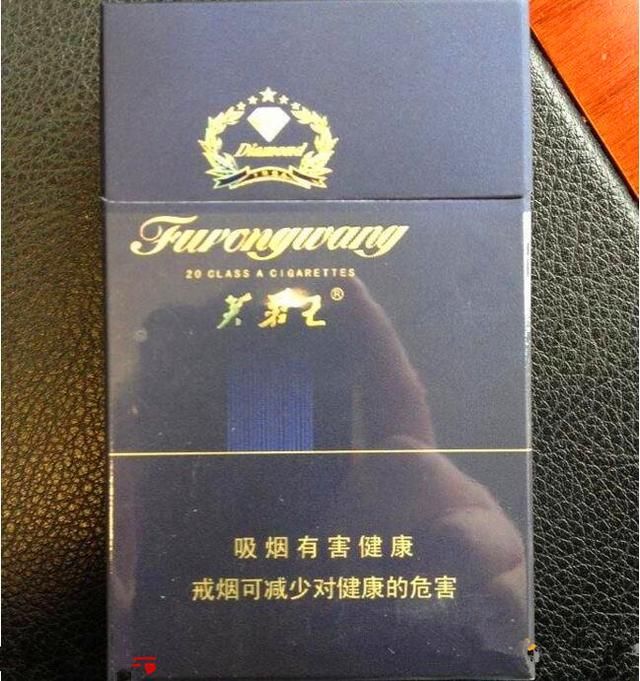 Diamond
Furongwang
20 CLASS A CIGARETTES
芙蓉王®
吸烟有害健康
戒烟可减少对健康的危害